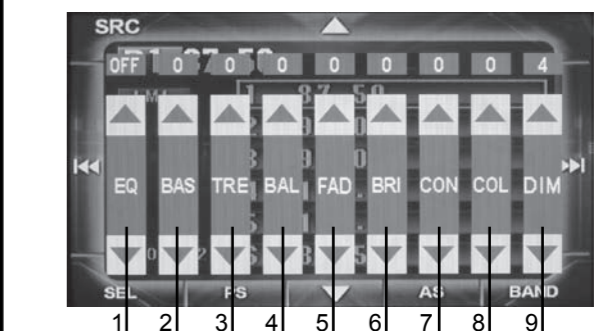 SRC
OFF 0 0 0 0 0 0 0 4
EQ BAS TRE BAL FAD BRI CON COL DIM
SEL PS AS BAND
1 2 3 4 5 6 7 8 9